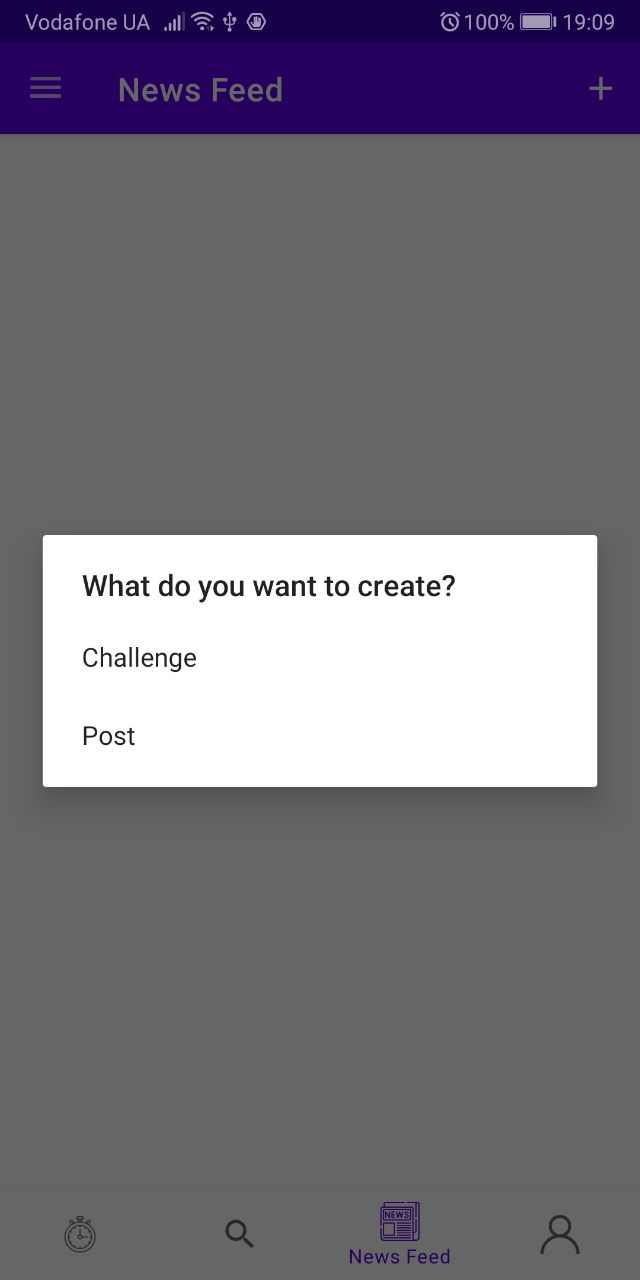 Vodafone UA 100% 19:09
News Feed
What do you want to create?
Challenge
Post
NEWS
News Feed